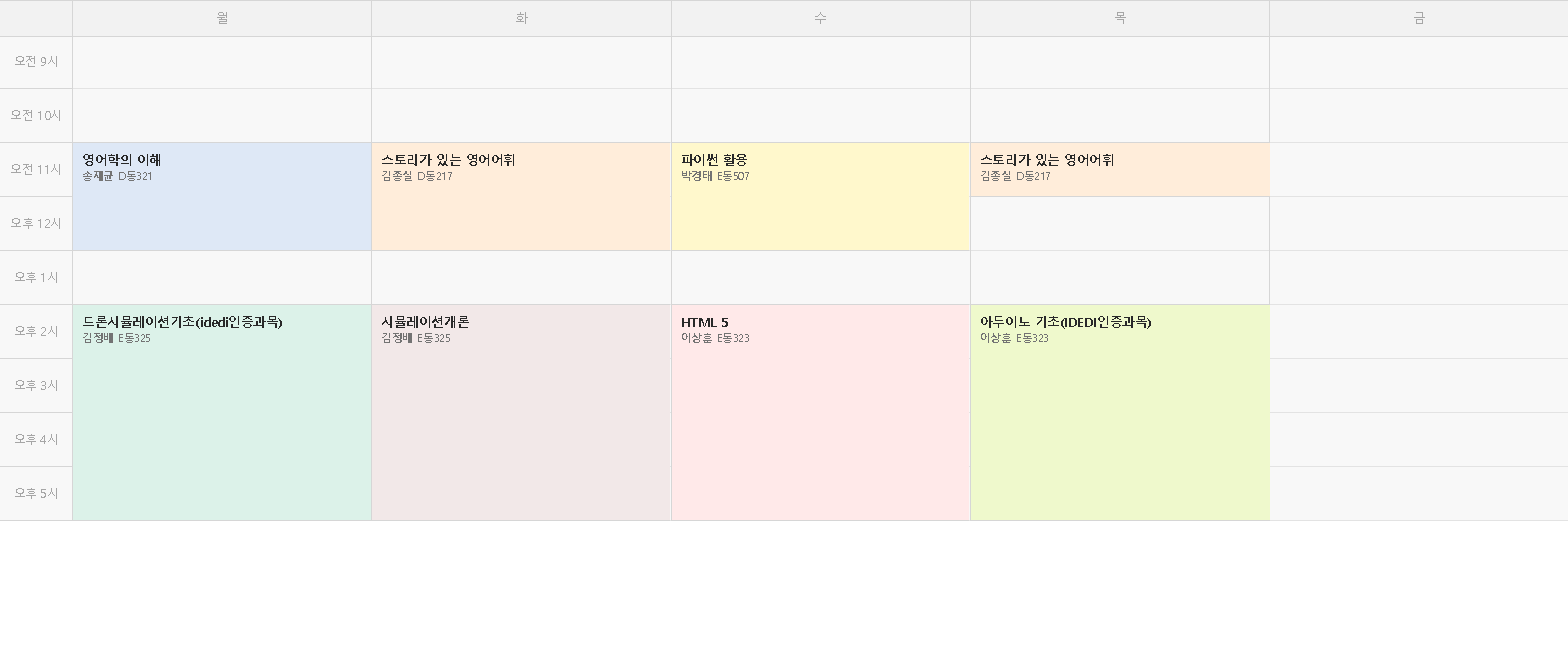 월
화
수
목
금
오전 9시
오전 10시
오전 11시
영어학의 이해
송재균 D동321
스토리가 있는 영어어휘
김종실 D동217
파이썬 활용
박경태 E동507
스토리가 있는 영어어휘
김종실 D동217
오후 12시
오후 1시
오후 2시
드론시뮬레이션기초(idedi인증과목)
김정배 E동325
시뮬레이션개론
김정배 E동325
HTML 5
이상훈 E동323
아두이노 기초(IDEDI인증과목)
이상훈 E동323
오후 3시
오후 4시
오후 5시